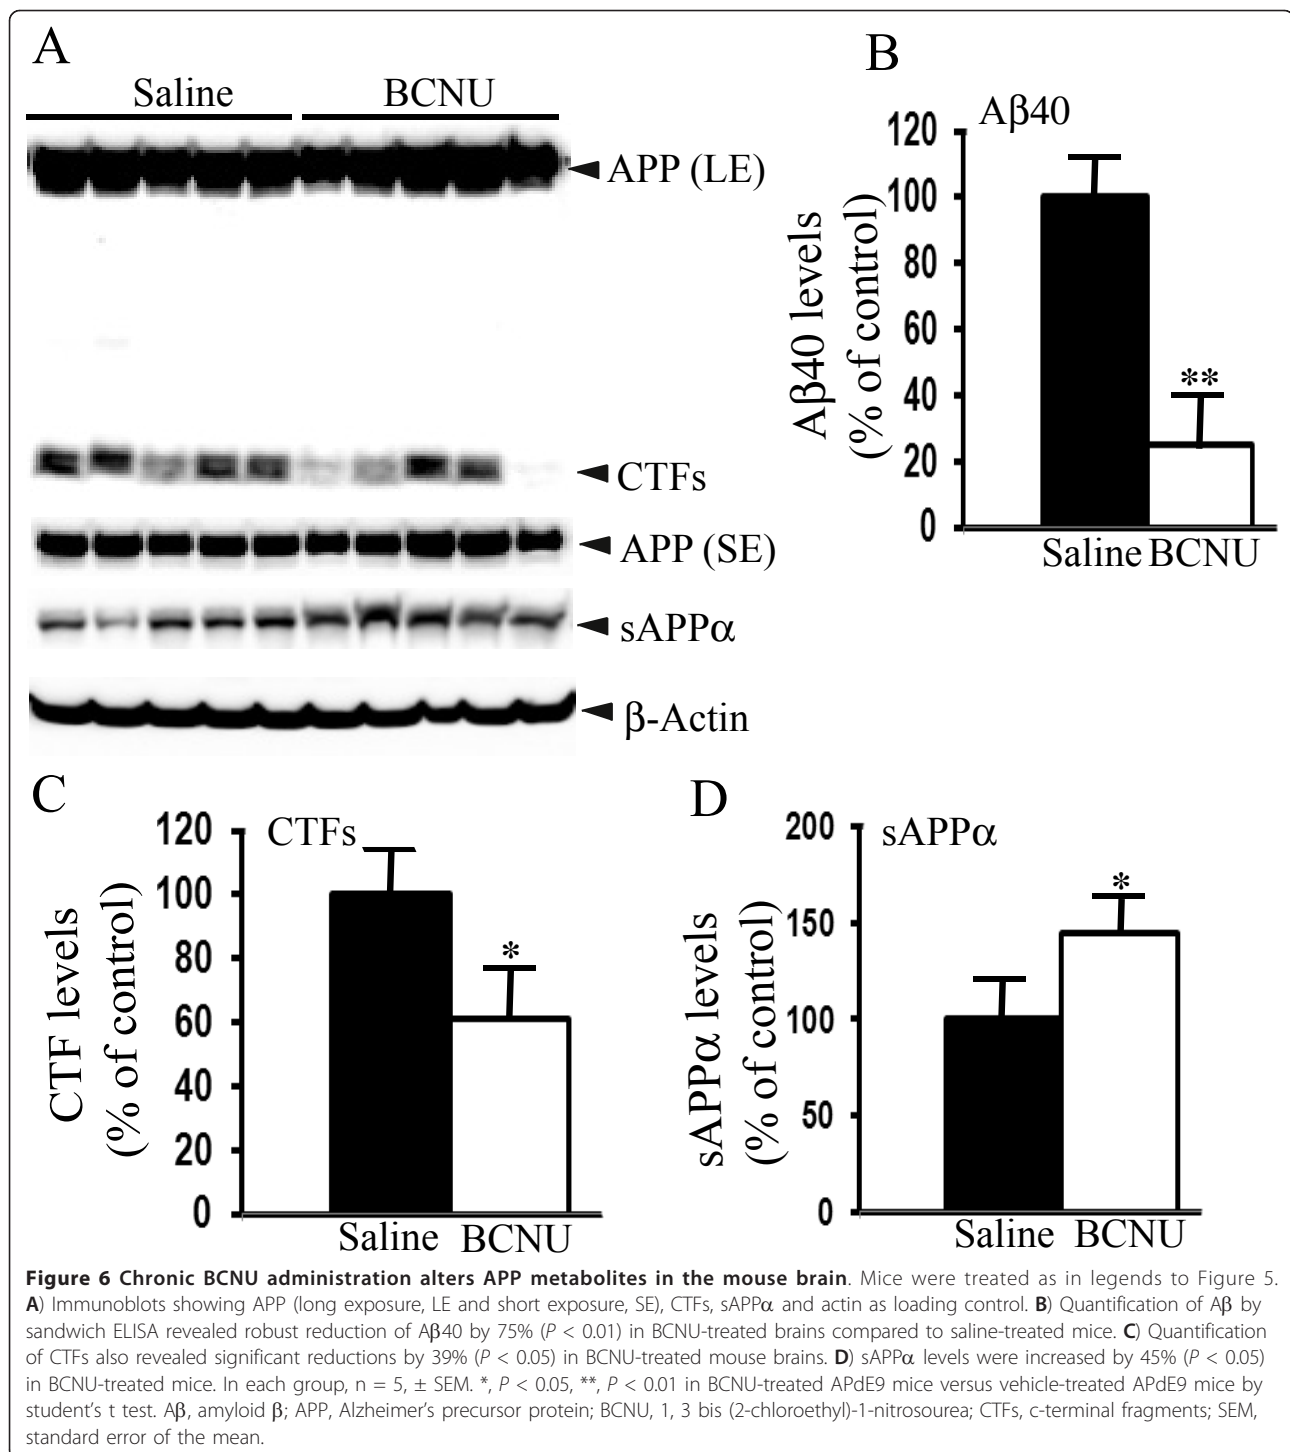 A
Saline BCNU
APP (LE)
CTFs
APP (SE)
sAPPα
β-Actin
B
Aβ40
Aβ40 levels
(% of control)
120
100
80
60
40
20
0
**
Saline BCNU
C
CTFs
CTF levels
(% of control)
120
100
80
60
40
20
0
*
Saline BCNU
D
sAPPα
sAPPα levels
(% of control)
200
150
100
50
0
*
Saline BCNU
Figure 6 Chronic BCNU administration alters APP metabolites in the mouse brain. Mice were treated as in legends to Figure 5.
A) Immunoblots showing APP (long exposure, LE and short exposure, SE), CTFs, sAPPα and actin as loading control. B) Quantification of Aβ by
sandwich ELISA revealed robust reduction of Aβ40 by 75% (P < 0.01) in BCNU-treated brains compared to saline-treated mice. C) Quantification
of CTFs also revealed significant reductions by 39% (P < 0.05) in BCNU-treated mouse brains. D) sAPPα levels were increased by 45% (P < 0.05)
in BCNU-treated mice. In each group, n = 5, ± SEM. *, P < 0.05, **, P < 0.01 in BCNU-treated APdE9 mice versus vehicle-treated APdE9 mice by
student's t test. Aβ, amyloid β; APP, Alzheimer's precursor protein; BCNU, 1, 3 bis (2-chloroethyl)-1-nitrosourea; CTFs, c-terminal fragments; SEM,
standard error of the mean.